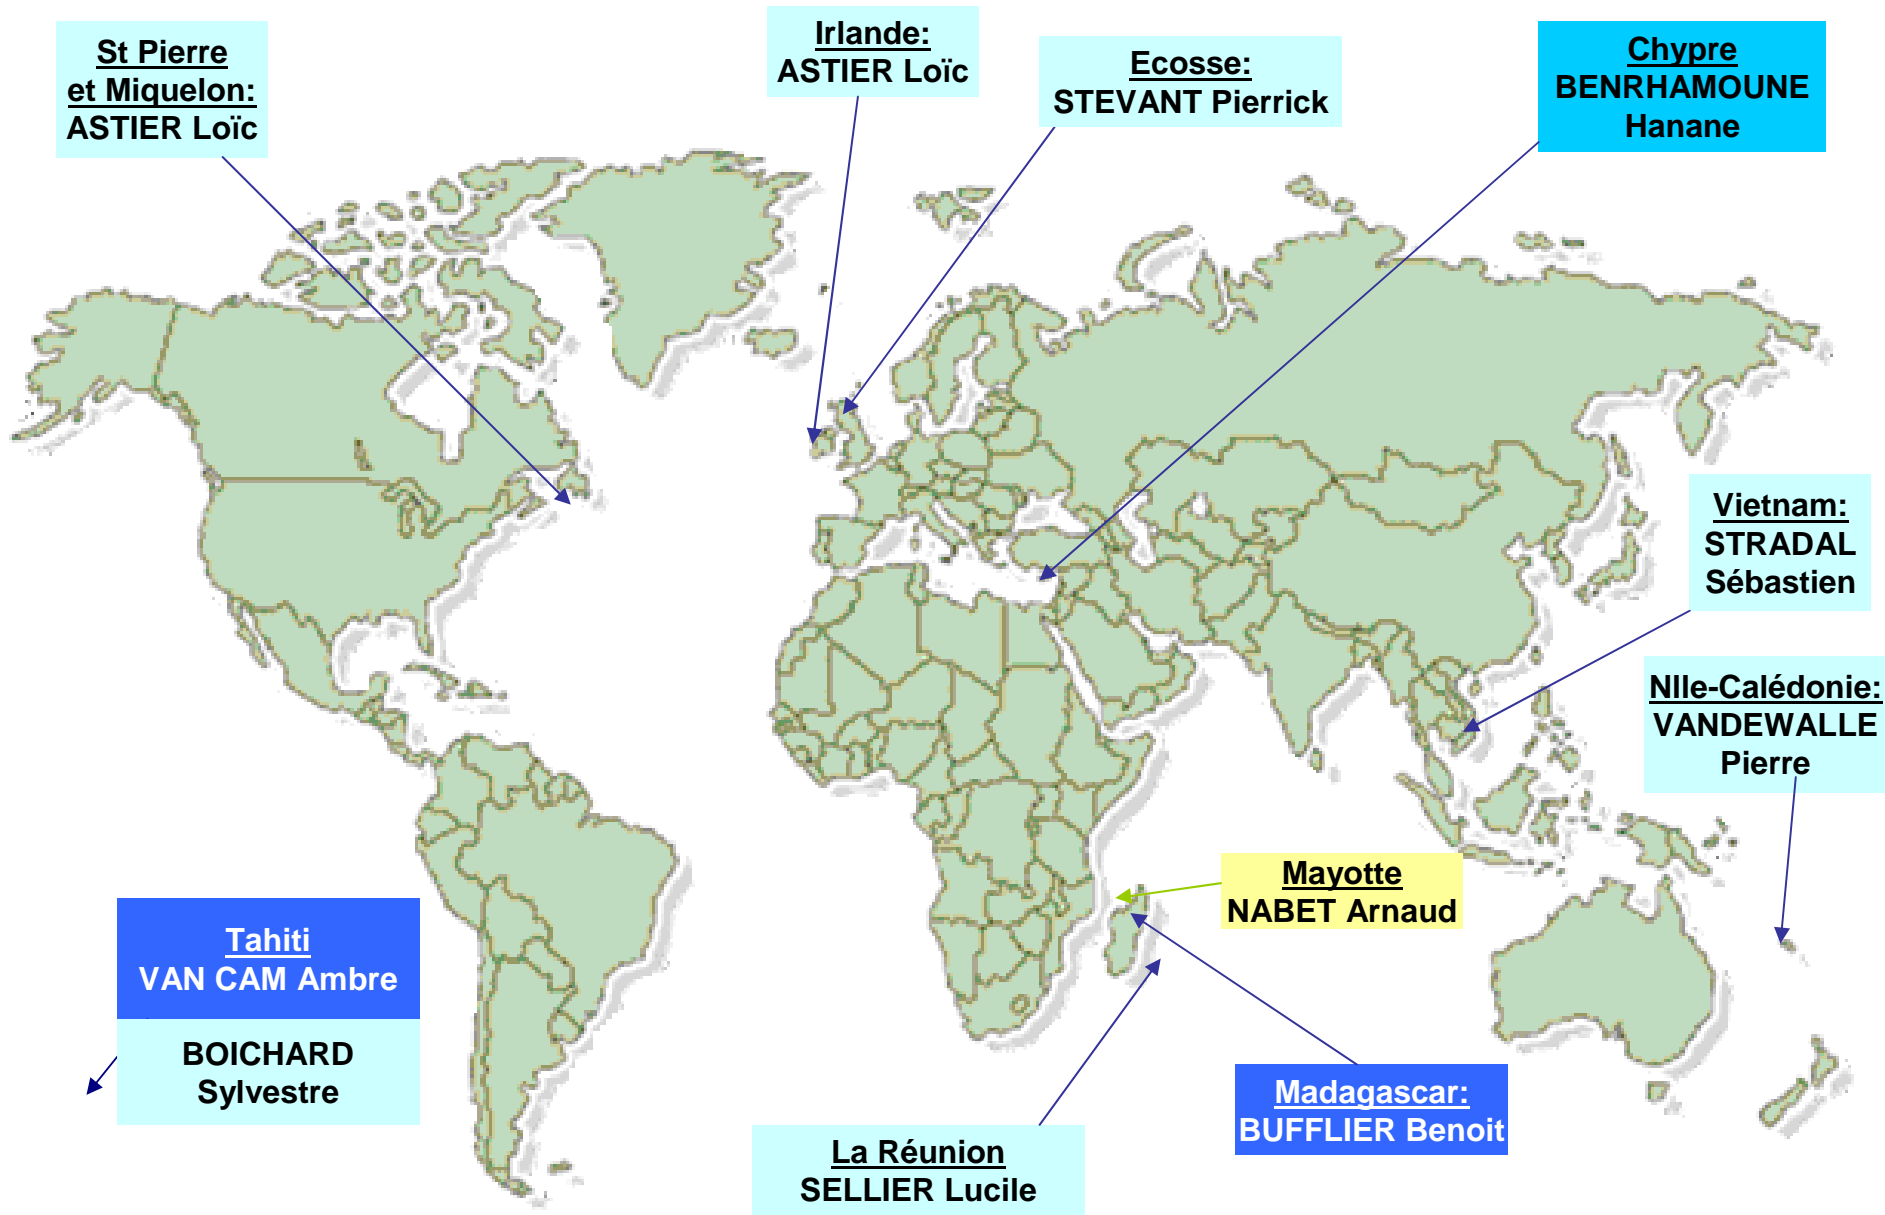 St Pierre
et Miquelon:
ASTIER Loïc
Irlande:
ASTIER Loïc
Ecosse:
STEVANT Pierrick
Chypre
BENRHAMOUNE
Hanane
Vietnam:
STRADAL
Sébastien
Nlle-Calédonie:
VANDEWALLE
Pierre
Mayotte
NABET Arnaud
Tahiti
VAN CAM Ambre
BOICHARD
Sylvestre
Madagascar:
BUFFLIER Benoit
La Réunion
SELLIER Lucile